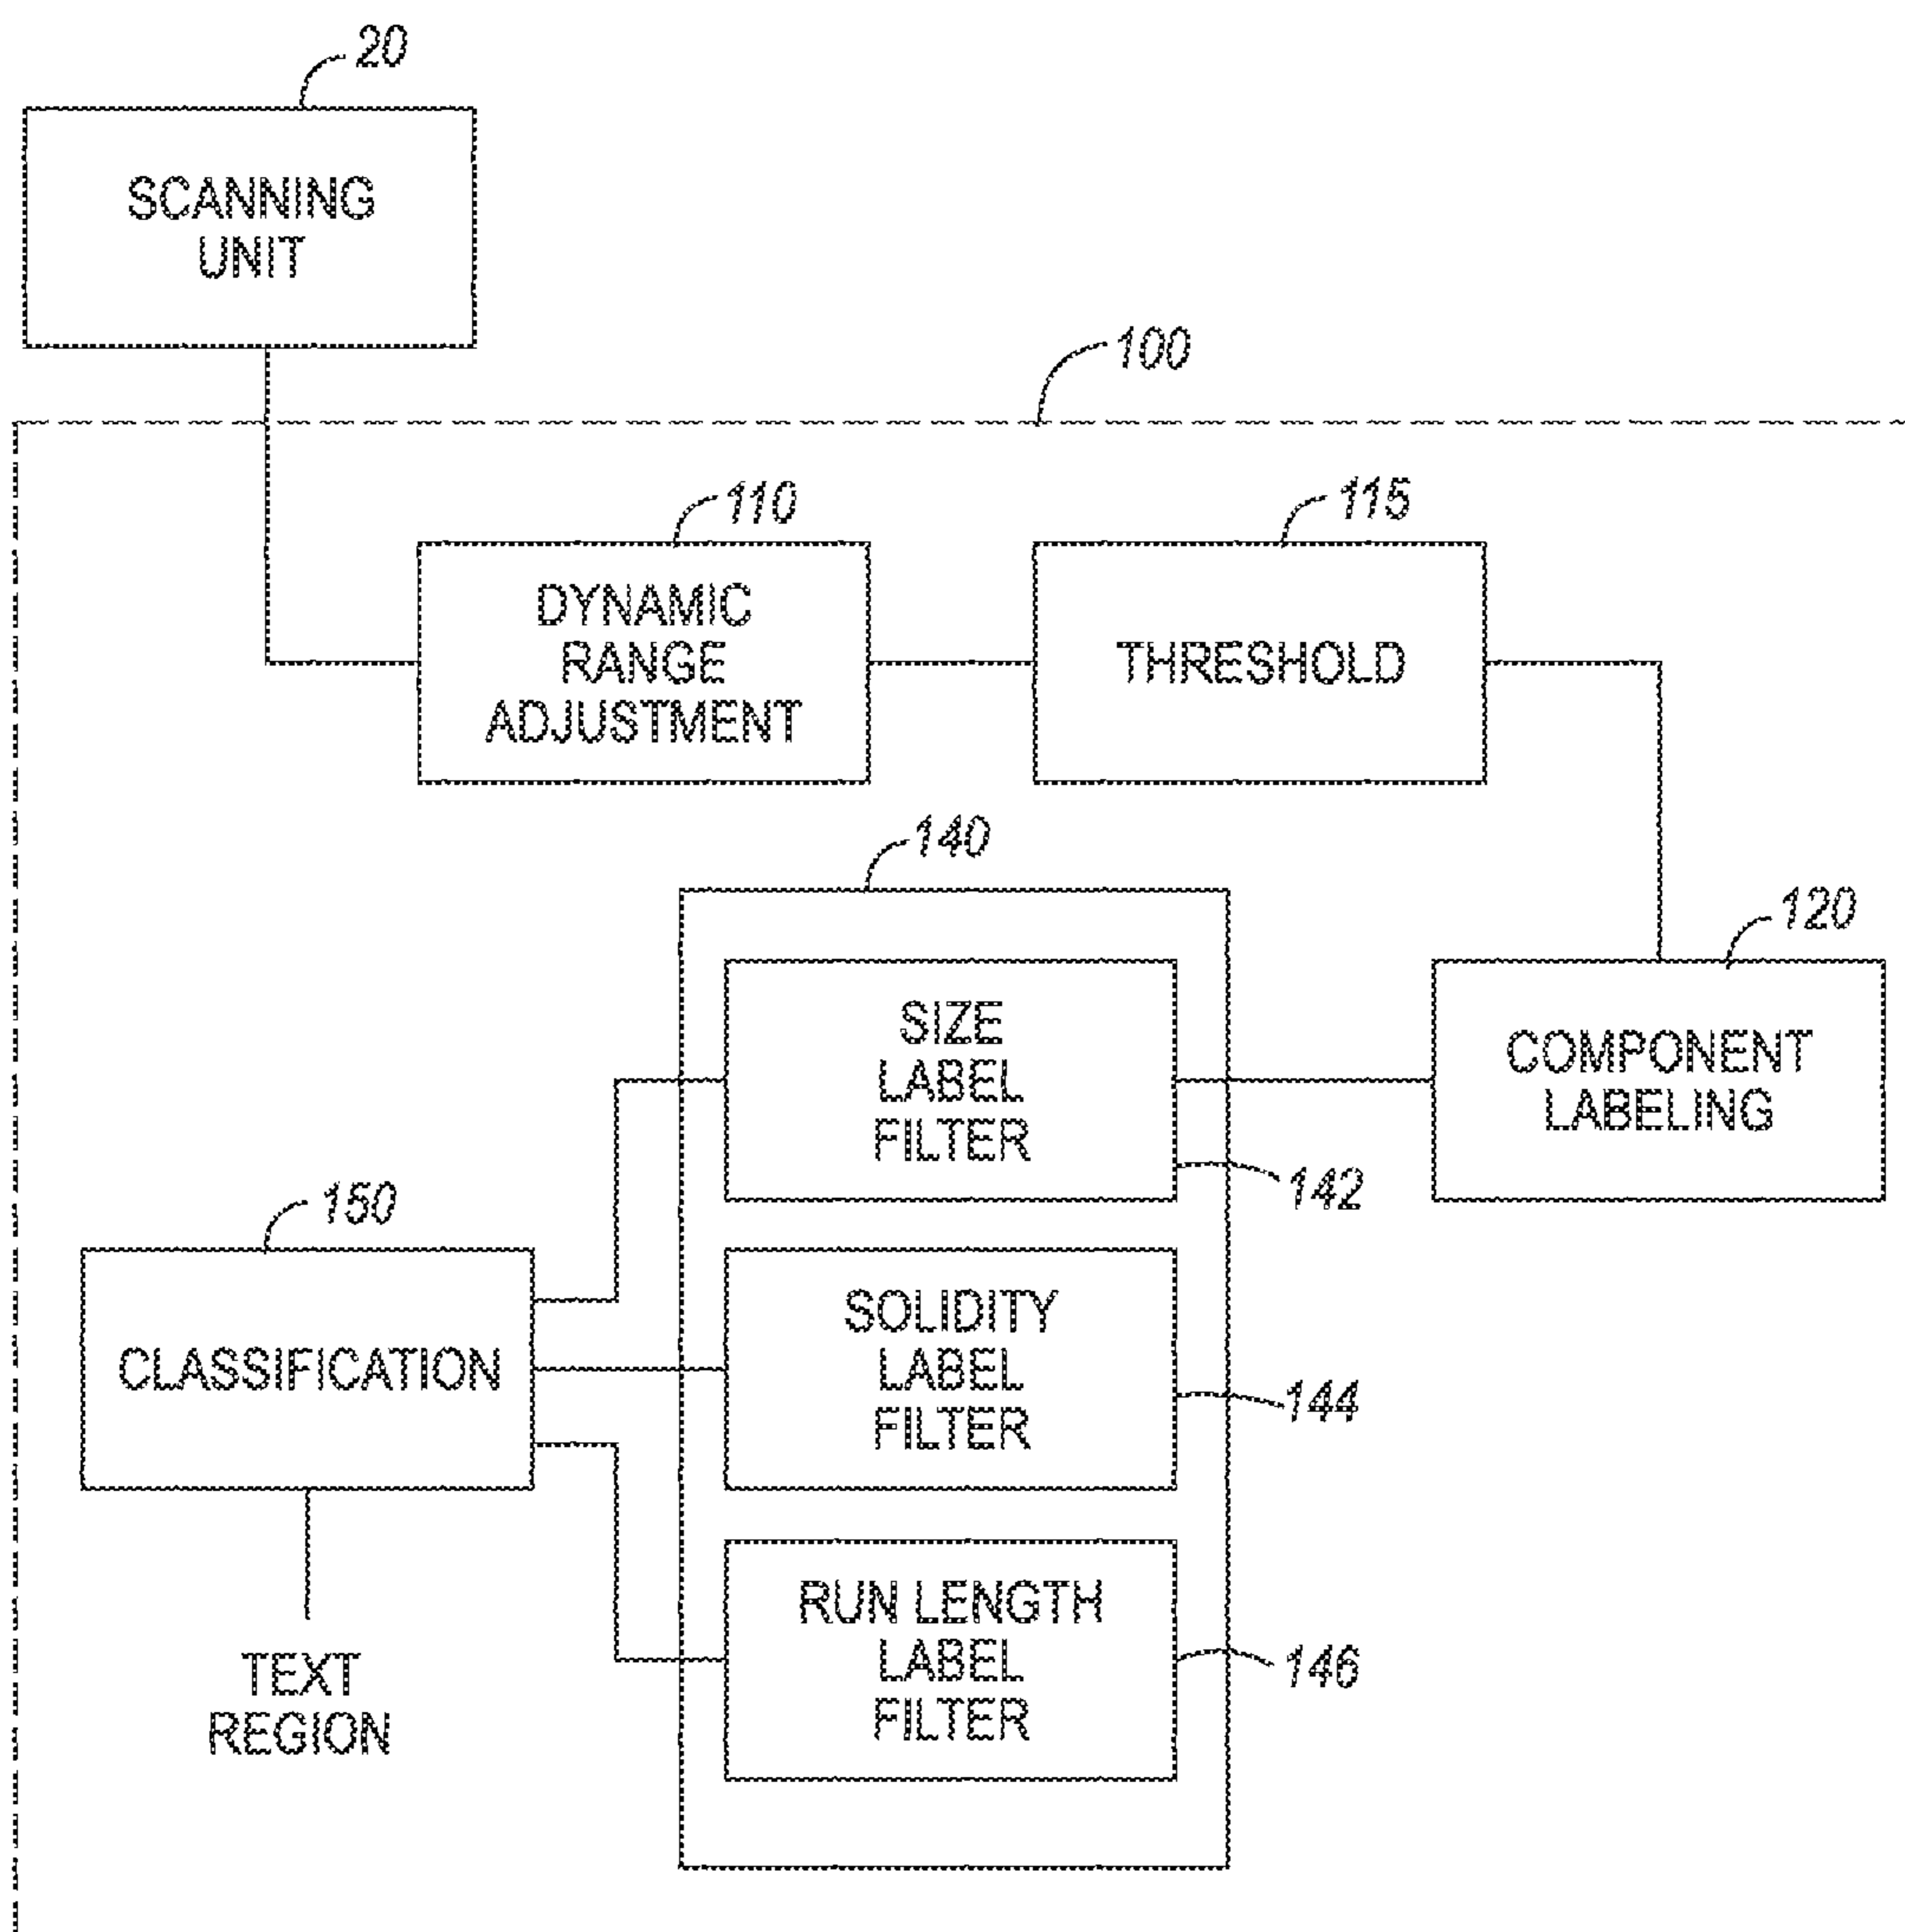 20
SCANNING
UNIT
100
110
DYNAMIC
RANGE
ADJUSTMENT
115
THRESHOLD
140
120
COMPONENT
LABELING
SIZE
LABEL
FILTER
142
150
CLASSIFICATION
SOLIDITY
LABEL
FILTER
144
RUN LENGTH
LABEL
FILTER
146
TEXT
REGION